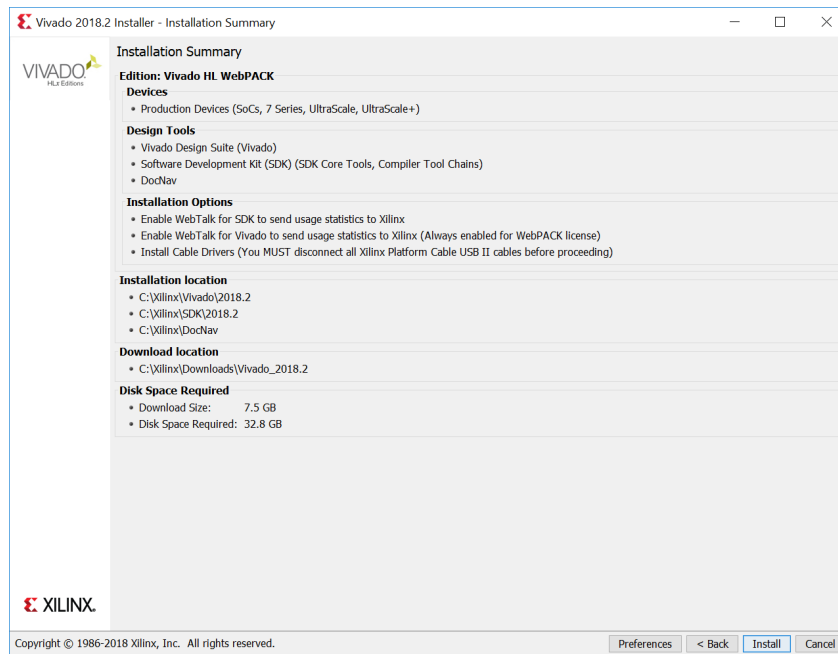 Vivado 2018.2 Installer - Installation Summary
VIVADO
HLx Editions
Installation Summary
Edition: Vivado HL WebPACK
Devices
Production Devices (SoCs, 7 Series, UltraScale, UltraScale+)
Design Tools
Vivado Design Suite (Vivado)
Software Development Kit (SDK) (SDK Core Tools, Compiler Tool Chains)
DocNav
Installation Options
Enable WebTalk for SDK to send usage statistics to Xilinx
Enable WebTalk for Vivado to send usage statistics to Xilinx (Always enabled for WebPACK license)
Install Cable Drivers (You MUST disconnect all Xilinx Platform Cable USB II cables before proceeding)
Installation location
C:\Xilinx\Vivado\2018.2
C:\Xilinx\SDK\2018.2
C:\Xilinx\DocNav
Download location
C:\Xilinx\Downloads\Vivado_2018.2
Disk Space Required
Download Size: 7.5 GB
Disk Space Required: 32.8 GB
XILINX.
Copyright © 1986-2018 Xilinx, Inc. All rights reserved.
Preferences < Back Install Cancel